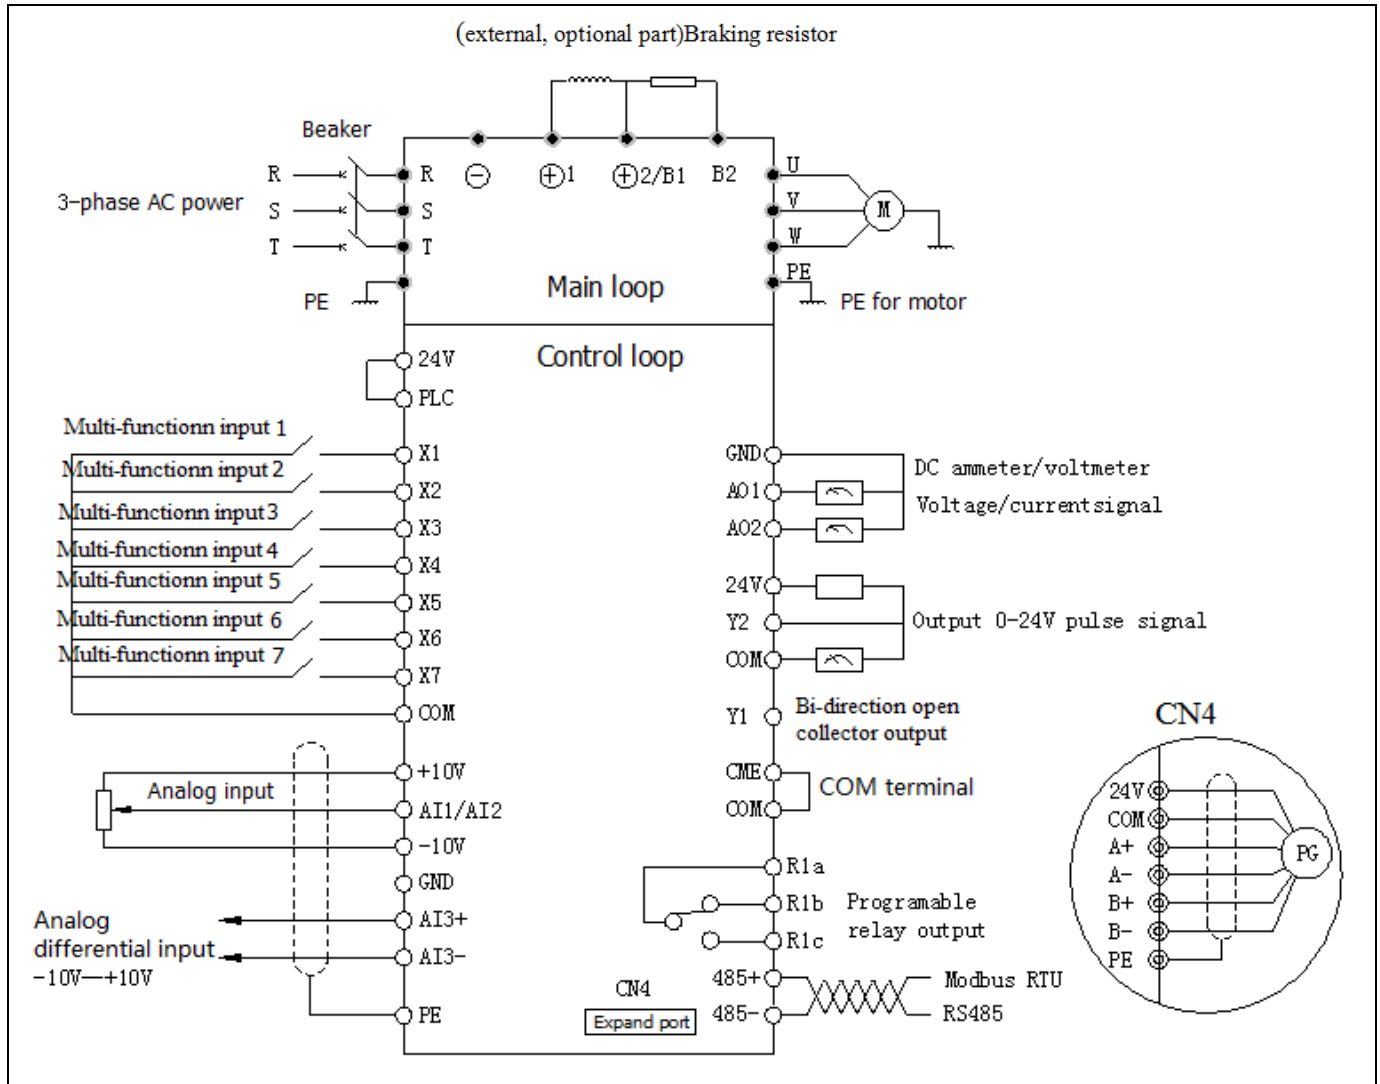 (external, optional part)Braking resistor
Beaker
3-phase AC power
R
S
T
PE
R
S
T
⊖
⊕1
⊕2/B1
B2
U
V
W
PE
M
PE for motor
Main loop
Control loop
24V
PLC
Multi-functionn input 1
Multi-functionn input 2
Multi-functionn input3
Multi-functionn input 4
Multi-functionn input 5
Multi-functionn input 6
Multi-functionn input 7
X1
X2
X3
X4
X5
X6
X7
COM
+10V
Analog input
AI1/AI2
-10V
GND
Analog
differential input
-10V—+10V
AI3+
AI3-
PE
GND
AO1
AO2
DC ammeter/voltmeter
Voltage/currentsignal
24V
Y2
COM
Output 0-24V pulse signal
Y1
Bi-direction open
collector output
CME
COM
COM terminal
R1a
R1b
R1c
Programable
relay output
CN4
Expand port
485+
485-
Modbus RTU
RS485
CN4
24V
COM
A+
A-
B+
B-
PE
PG